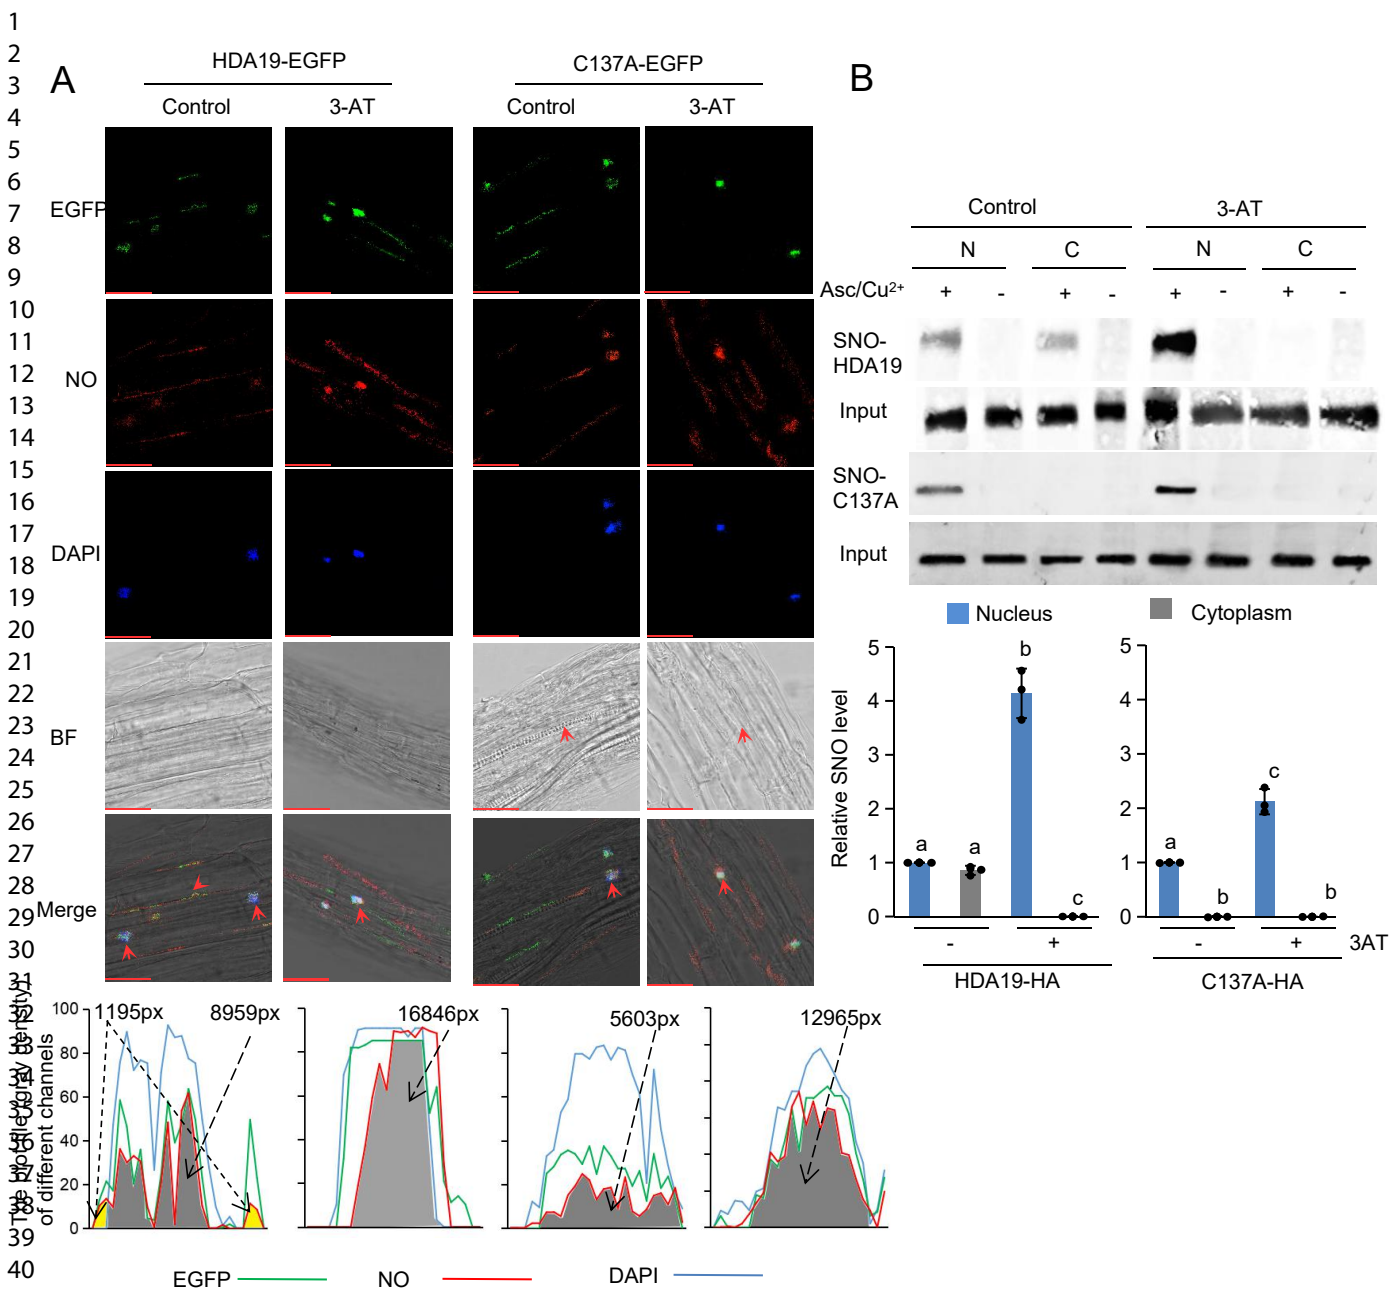 1
2
3
4
5
6
7
8
9
10
11
12
13
14
15
16
17
18
19
20
21
22
23
24
25
26
27
28
29
30
31
32
33
34
35
36
37
38
39
40
A
HDA19-EGFP
C137A-EGFP
Control
3-AT
Control
3-AT
EGFP
NO
DAPI
BF
Merge
of different channels
100
80
60
40
20
0
1195px
8959px
16846px
5603px
12965px
EGFP
NO
DAPI
B
Control
3-AT
N
C
N
C
Asc/Cu²⁺
+ - + - + - + -
SNO-
HDA19
Input
SNO-
C137A
Input
Nucleus
Cytoplasm
Relative SNO level
5
4
3
2
1
0
a
a
b
c
- +
HDA19-HA
5
4
3
2
1
0
a
b
c
b
- + 3AT
C137A-HA